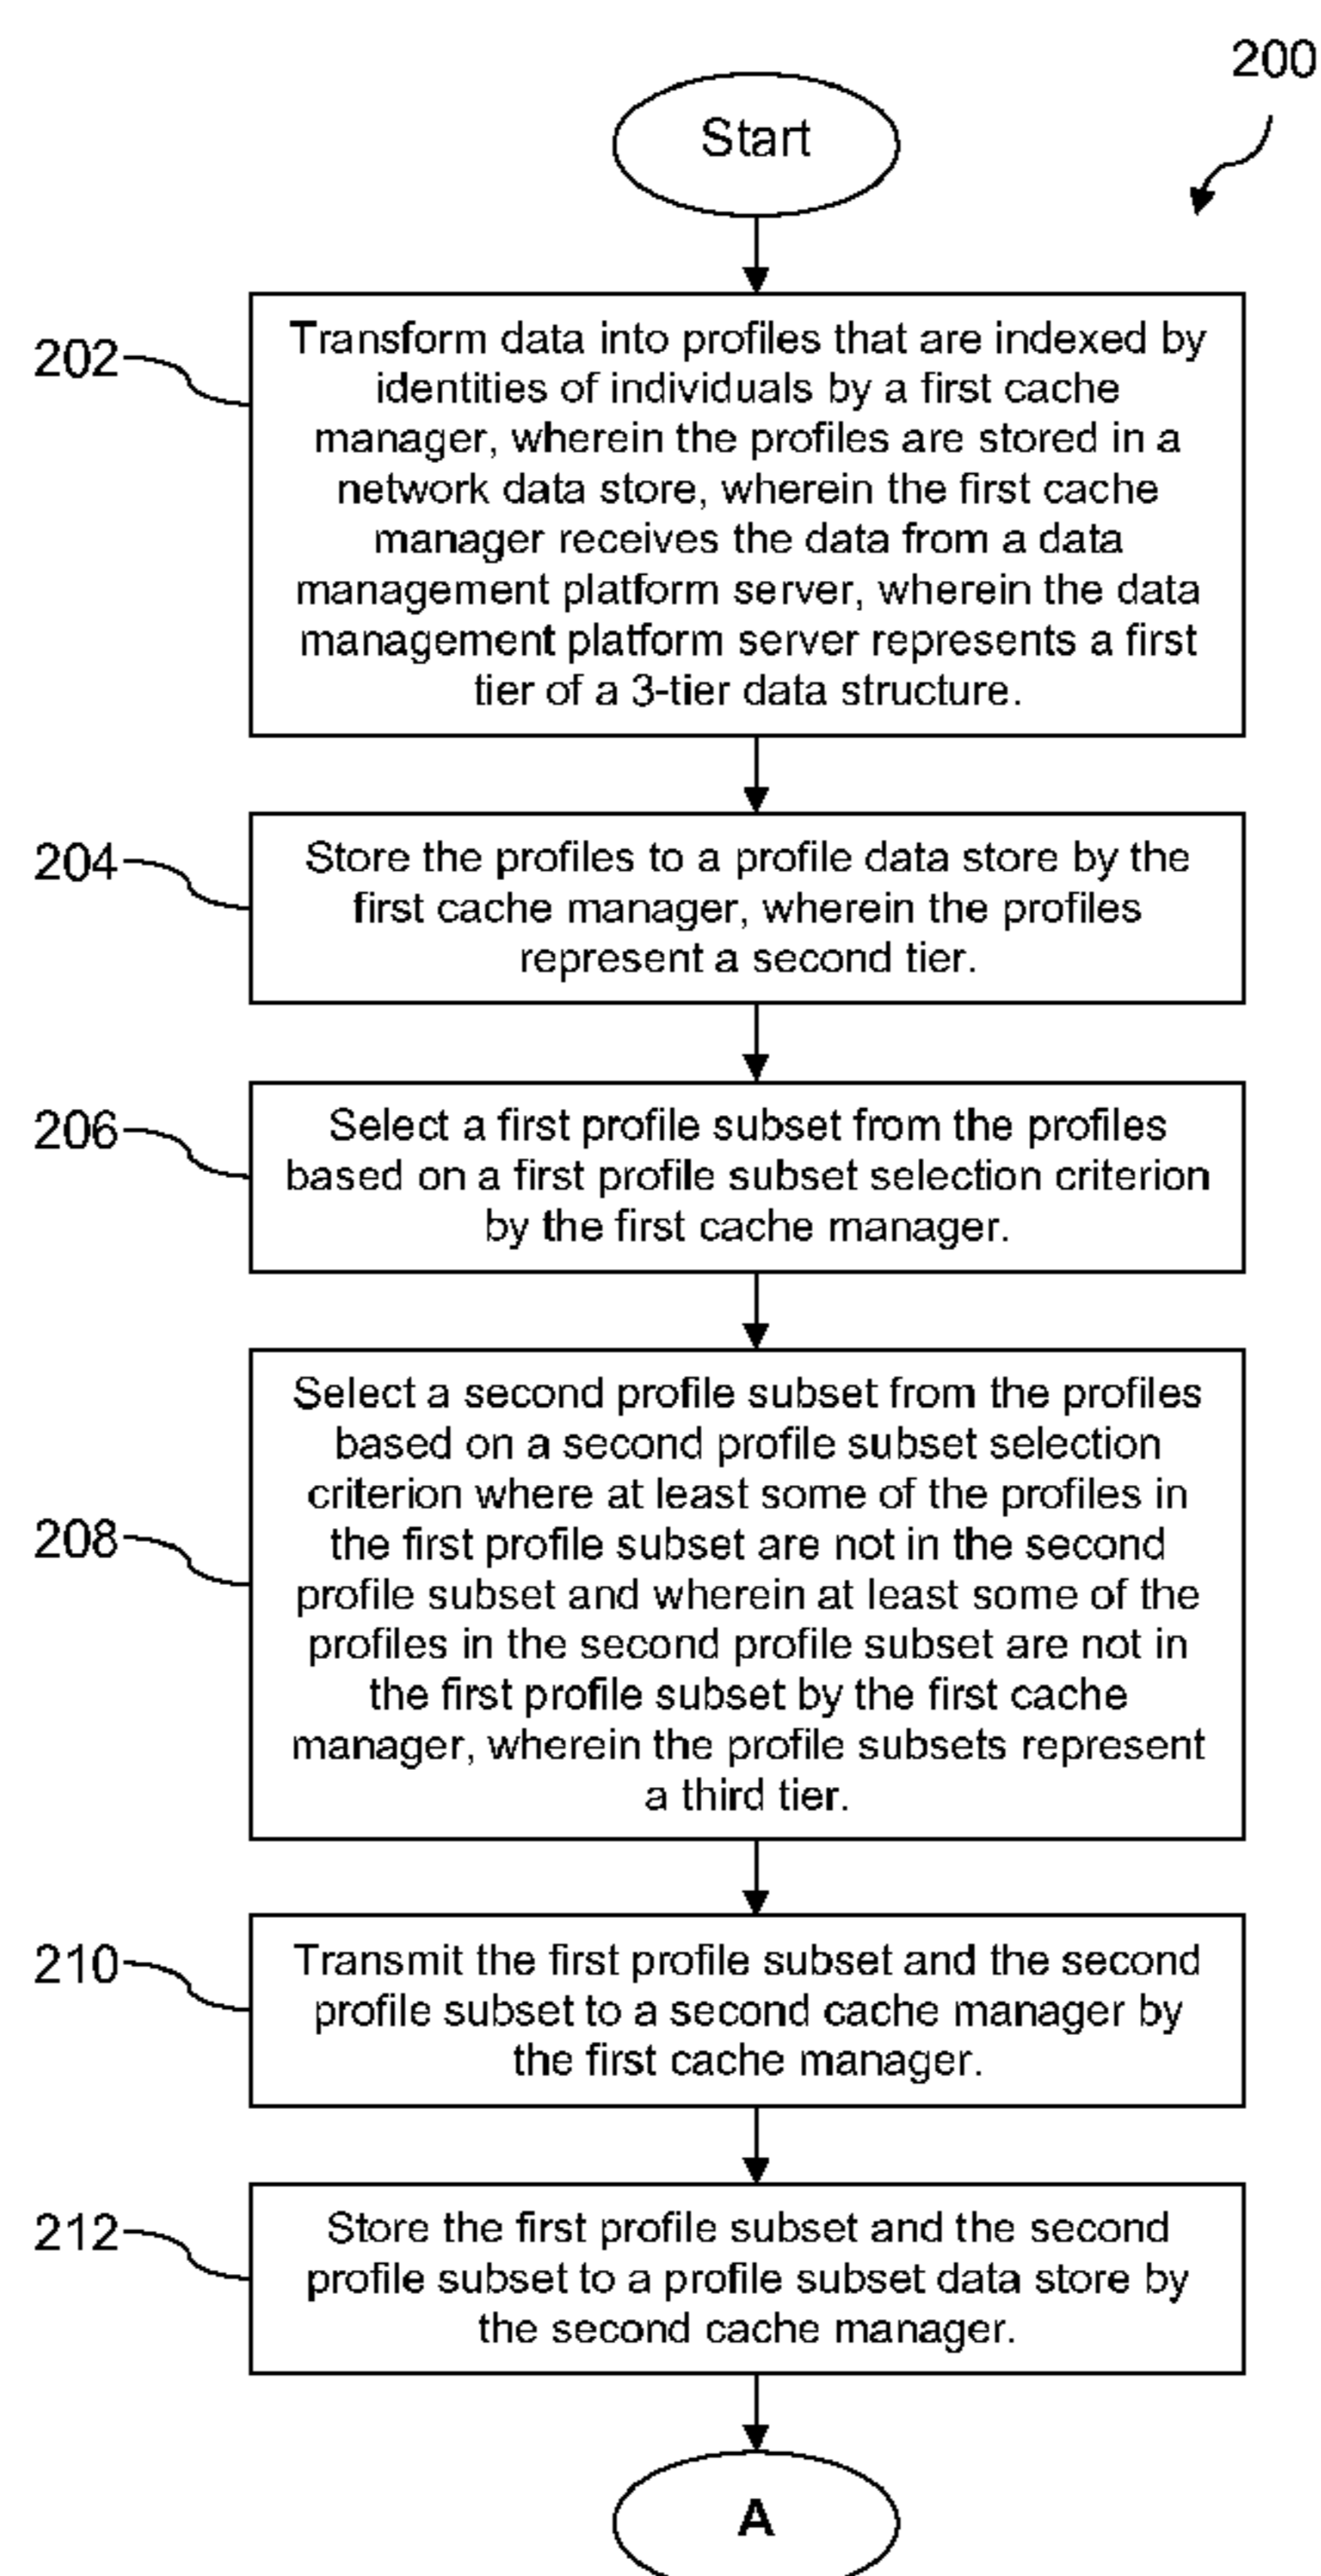 200
Start
202
Transform data into profiles that are indexed by
identities of individuals by a first cache
manager, wherein the profiles are stored in a
network data store, wherein the first cache
manager receives the data from a data
management platform server, wherein the data
management platform server represents a first
tier of a 3-tier data structure.
204
Store the profiles to a profile data store by the
first cache manager, wherein the profiles
represent a second tier.
206
Select a first profile subset from the profiles
based on a first profile subset selection criterion
by the first cache manager.
208
Select a second profile subset from the profiles
based on a second profile subset selection
criterion where at least some of the profiles in
the first profile subset are not in the second
profile subset and wherein at least some of the
profiles in the second profile subset are not in
the first profile subset by the first cache
manager, wherein the profile subsets represent
a third tier.
210
Transmit the first profile subset and the second
profile subset to a second cache manager by
the first cache manager.
212
Store the first profile subset and the second
profile subset to a profile subset data store by
the second cache manager.
A